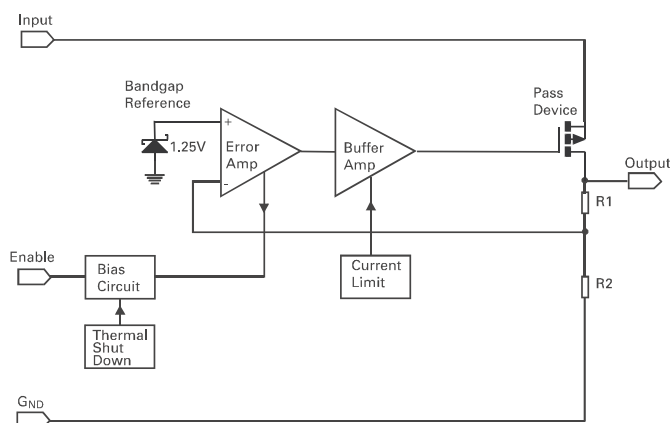 Input
Bandgap
Reference
1.25V
+
-
Error
Amp
Buffer
Amp
Pass
Device
Output
R1
Enable
Bias
Circuit
Current
Limit
R2
Thermal
Shut
Down
GND